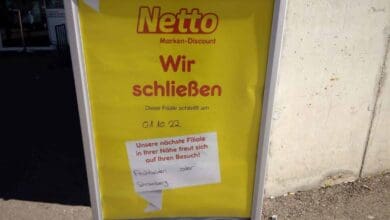 Netto
Marken-Discount
Wir
schließen
Diese Filiale schließt am
01.10.22
Unsere nächste Filiale
in Ihrer Nähe freut sich
auf Ihren Besuch!
oder